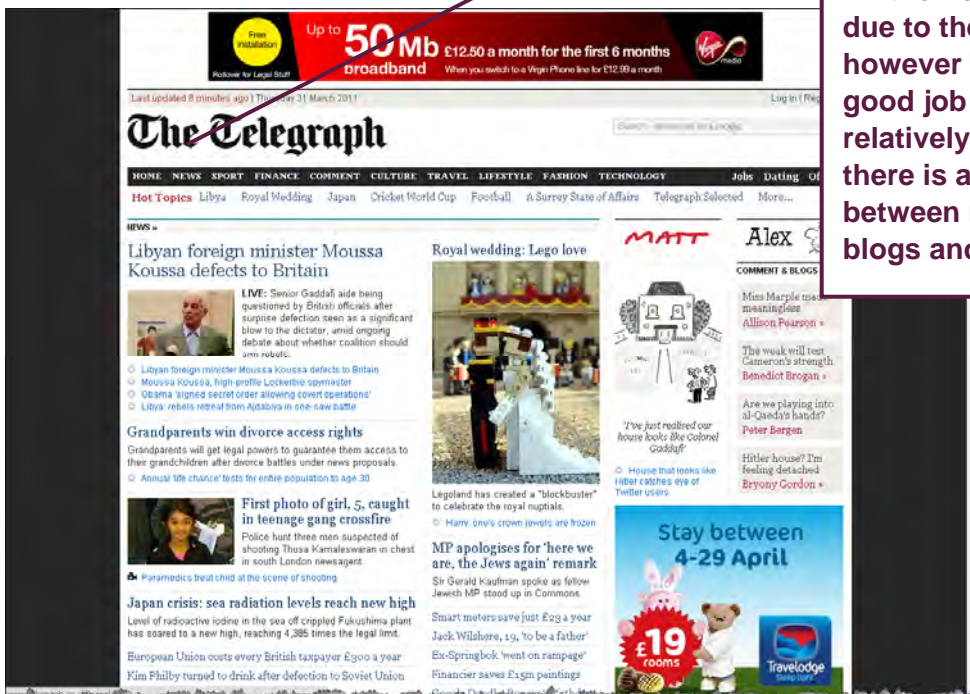 Free
installation
Rollover for Legal Stuff
Up to
50Mb
broadband
£12.50 a month for the first 6 months
When you switch to a Virgin Phone line for £12.99 a month
media
due to the
however
good job
relatively
there is a
between
blogs and
Last updated 8 minutes ago | Thursday 31 March 2011
Log in
The Telegraph
HOME NEWS SPORT FINANCE COMMENT CULTURE TRAVEL LIFESTYLE FASHION TECHNOLOGY Jobs Dating
Hot Topics Libya Royal Wedding Japan Cricket World Cup Football A Surrey State of Affairs Telegraph Selected More...
NEWS »
Libyan foreign minister Moussa
Koussa defects to Britain
LIVE: Senior Gaddafi aide being
questioned by British officials after
surprise defection seen as a significant
blow to the dictator, amid ongoing
debate about whether coalition should
arm rebels.
Libyan foreign minister Moussa Koussa defects to Britain
Moussa Koussa, high-profile Lockerbie spymaster
Obama 'signed secret order allowing covert operations'
Libya: rebels retreat from Ajdabiya in see-saw battle
Grandparents win divorce access rights
Grandparents will get legal powers to guarantee them access to
their grandchildren after divorce battles under news proposals.
Annual 'life chance' tests for entire population to age 30
First photo of girl, 5, caught
in teenage gang crossfire
Police hunt three men suspected of
shooting Thusa Kamaleswaran in chest
in south London newsagent
Paramedics treat child at the scene of shooting
Japan crisis: sea radiation levels reach new high
Level of radioactive iodine in the sea off crippled Fukushima plant
has soared to a new high, reaching 4,385 times the legal limit.
European Union costs every British taxpayer £300 a year
Kim Philby turned to drink after defection to Soviet Union
Royal wedding: Lego love
Legoland has created a "blockbuster"
to celebrate the royal nuptials.
Harry: one's crown jewels are frozen
MP apologises for 'here we
are, the Jews again' remark
Sir Gerald Kaufman spoke as fellow
Jewish MP stood up in Commons.
Smart meters save just £23 a year
Jack Wilshere, 19, 'to be a father'
Ex-Springbok 'went on rampage'
Financier saves £15m paintings
MATT
'I've just realised our
house looks like Colonel
Gaddafi'
House that looks like
Hitler catches eye of
Twitter users
Alex
COMMENT & BLOGS
Miss Marple made
meaningless
Allison Pearson »
The weak will test
Cameron's strength
Benedict Brogan »
Are we playing into
al-Qaeda's hands?
Peter Bergen
Hitler house? I'm
feeling detached
Bryony Gordon »
Stay between
4-29 April
£19
rooms
Travelodge
Sleep tight